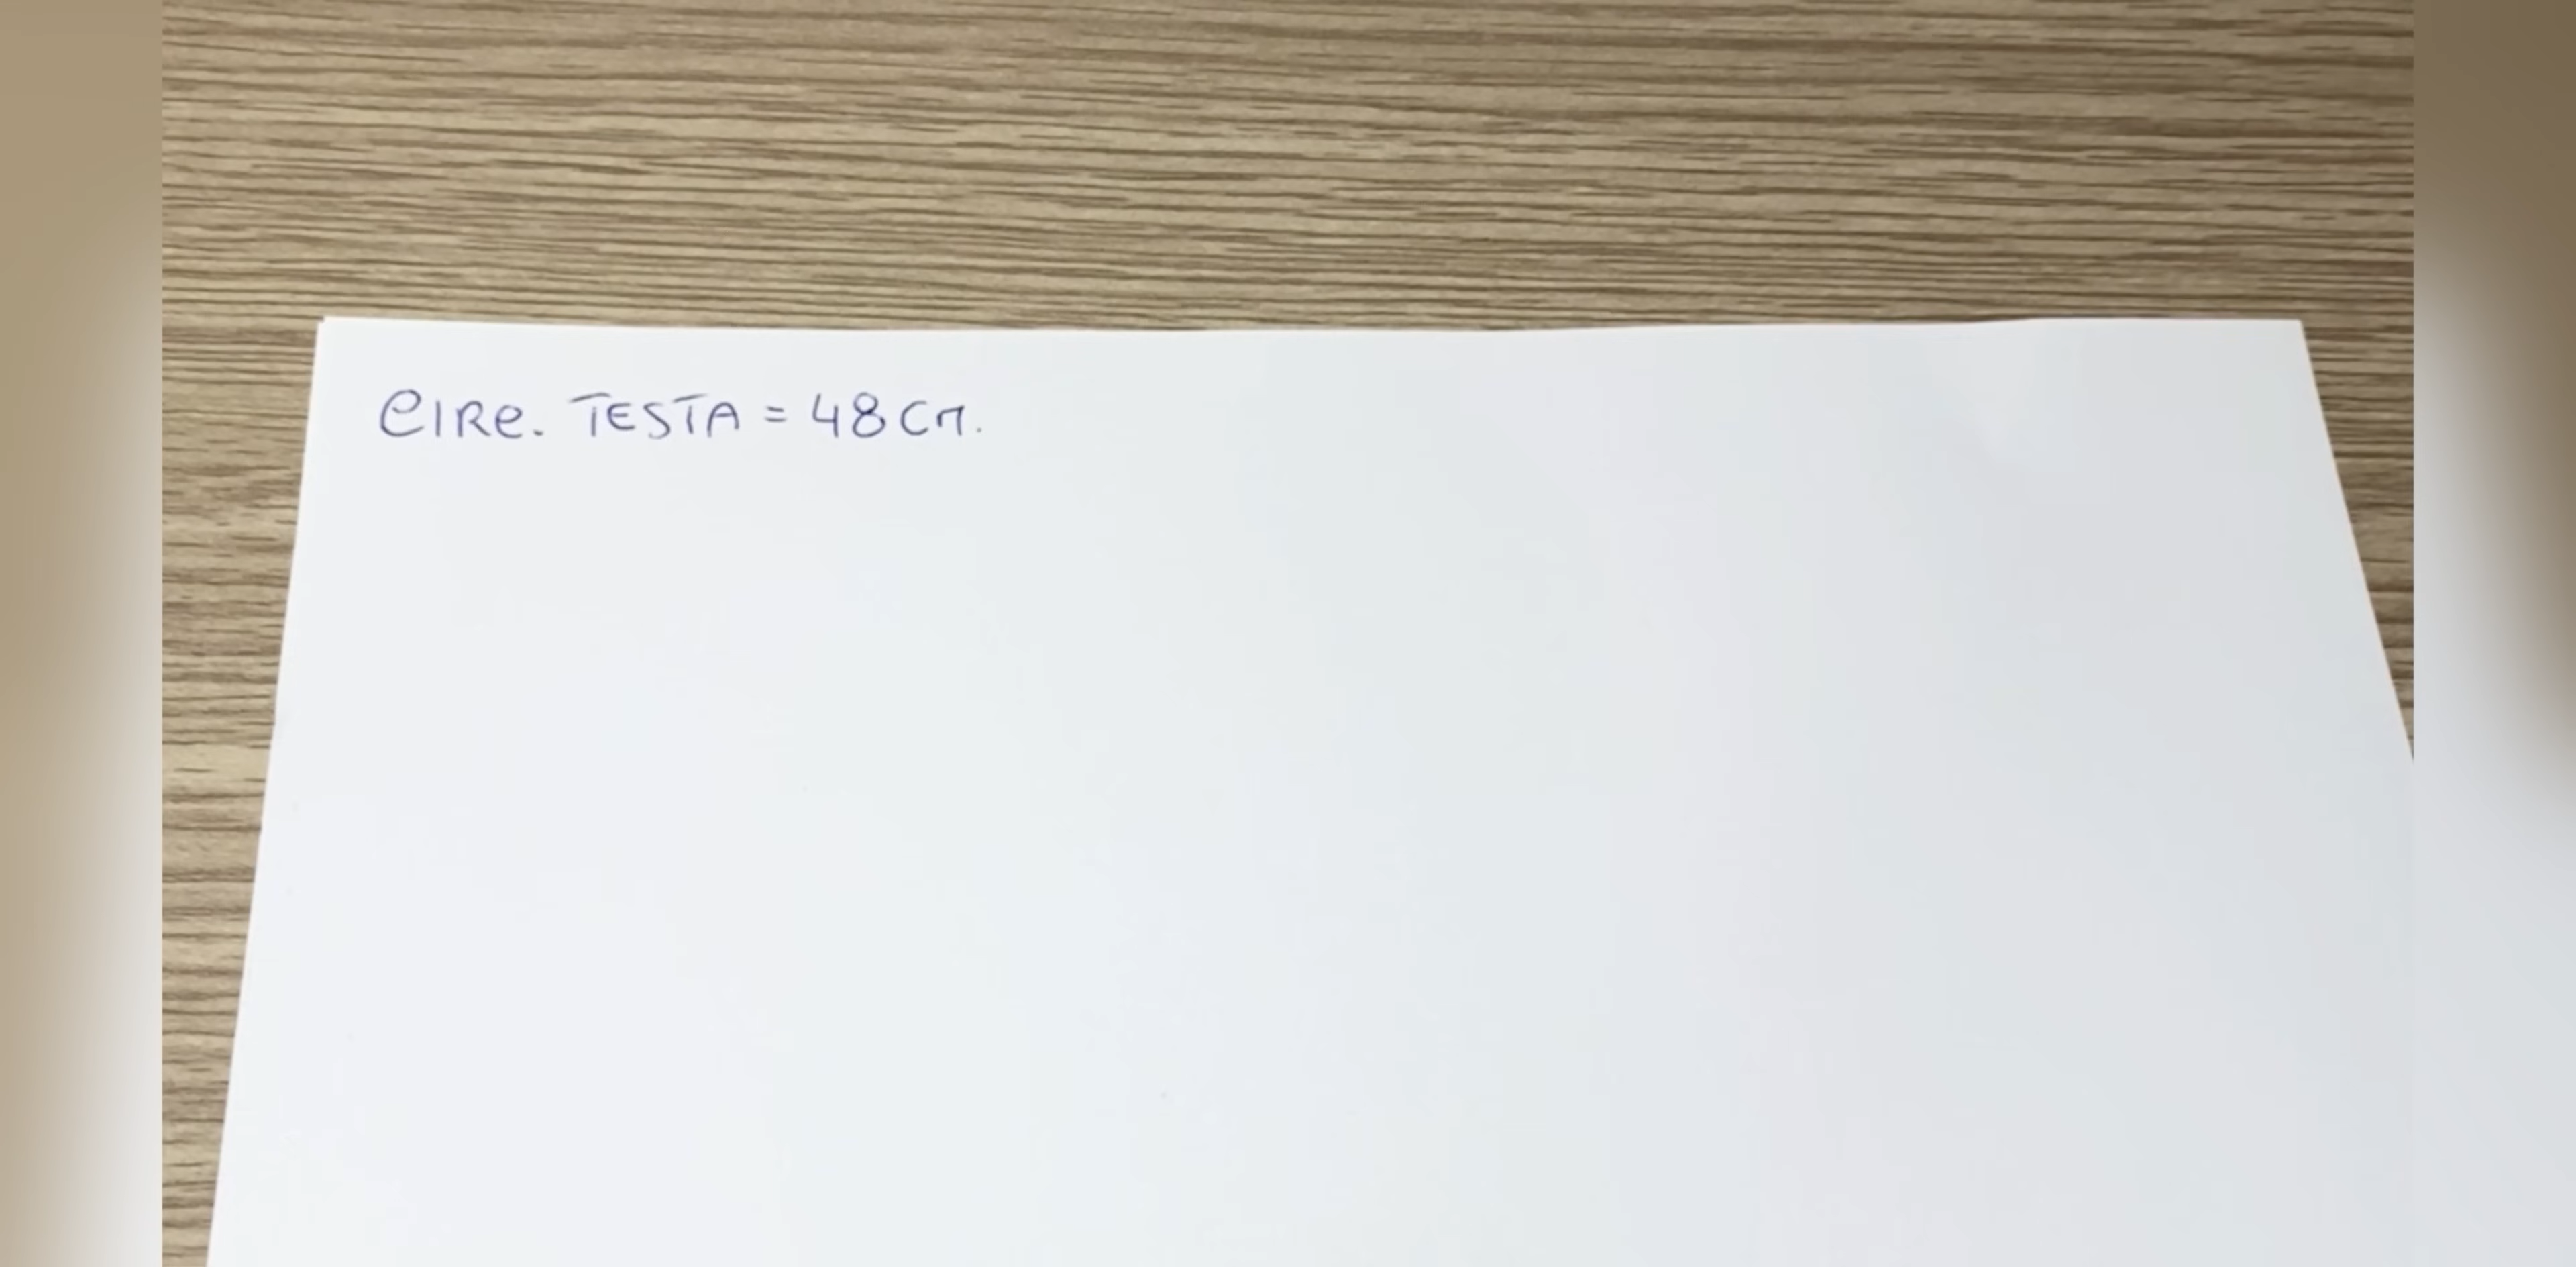 CIRC. TESTA = 48 cm.